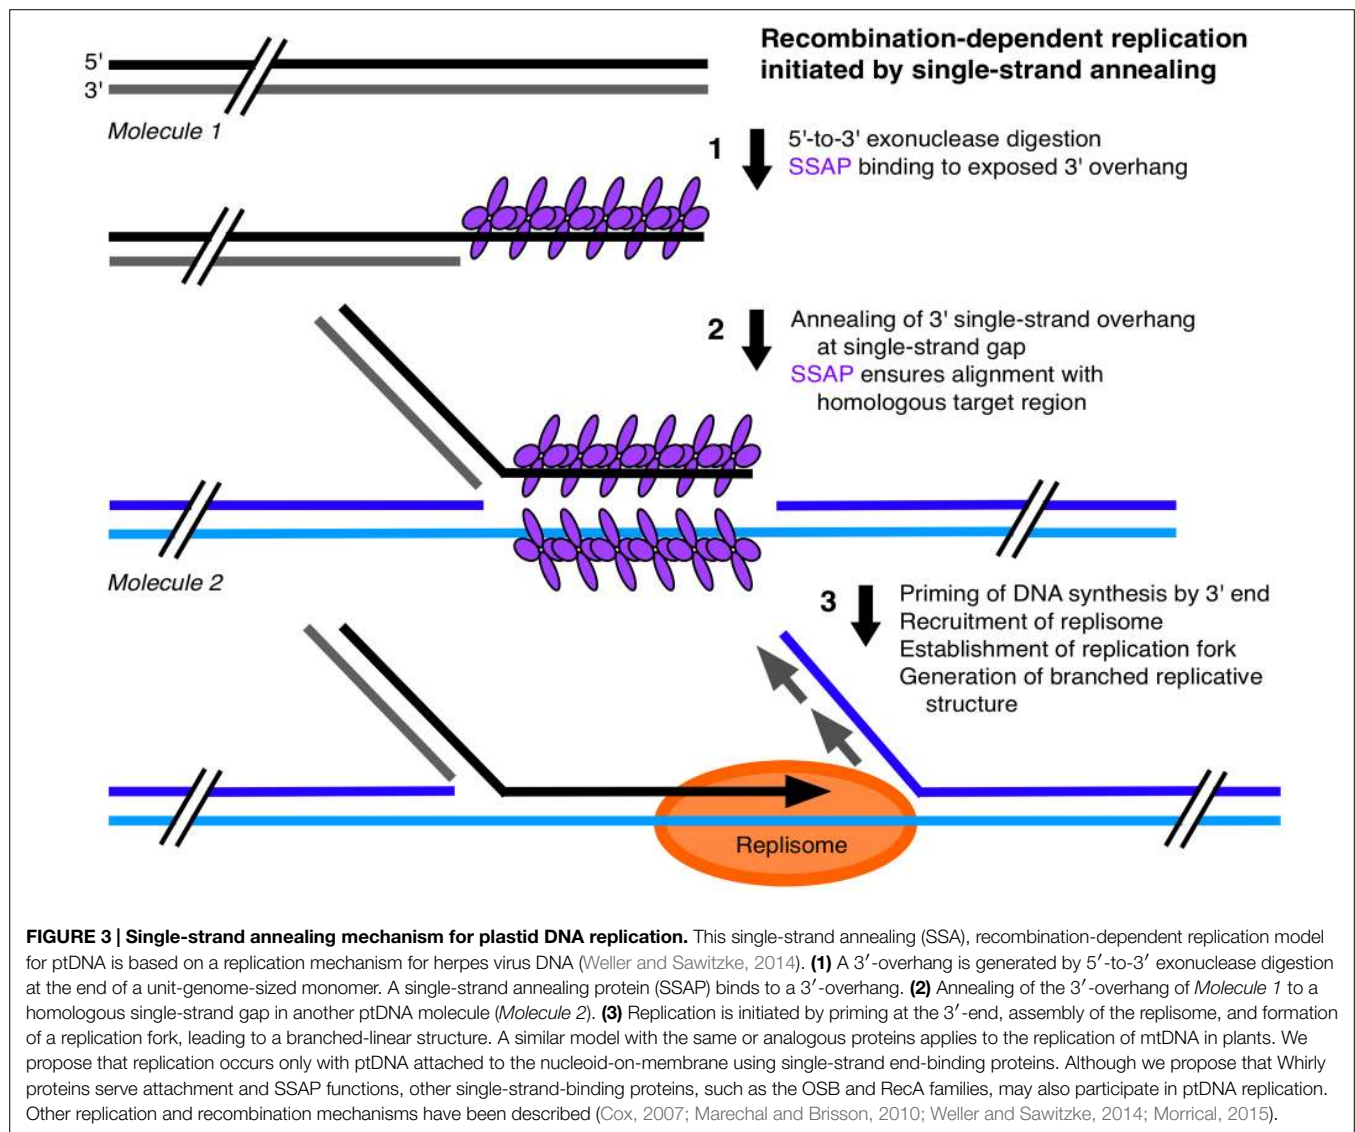 Recombination-dependent replication
initiated by single-strand annealing
5'
3'
Molecule 1
1
5'-to-3' exonuclease digestion
SSAP binding to exposed 3' overhang
2
Annealing of 3' single-strand overhang
at single-strand gap
SSAP ensures alignment with
homologous target region
Molecule 2
3
Priming of DNA synthesis by 3' end
Recruitment of replisome
Establishment of replication fork
Generation of branched replicative
structure
Replisome
FIGURE 3 | Single-strand annealing mechanism for plastid DNA replication. This single-strand annealing (SSA), recombination-dependent replication model
for ptDNA is based on a replication mechanism for herpes virus DNA (Weller and Sawitzke, 2014). (1) A 3′-overhang is generated by 5′-to-3′ exonuclease digestion
at the end of a unit-genome-sized monomer. A single-strand annealing protein (SSAP) binds to a 3′-overhang. (2) Annealing of the 3′-overhang of Molecule 1 to a
homologous single-strand gap in another ptDNA molecule (Molecule 2). (3) Replication is initiated by priming at the 3′-end, assembly of the replisome, and formation
of a replication fork, leading to a branched-linear structure. A similar model with the same or analogous proteins applies to the replication of mtDNA in plants. We
propose that replication occurs only with ptDNA attached to the nucleoid-on-membrane using single-strand end-binding proteins. Although we propose that Whirly
proteins serve attachment and SSAP functions, other single-strand-binding proteins, such as the OSB and RecA families, may also participate in ptDNA replication.
Other replication and recombination mechanisms have been described (Cox, 2007; Marechal and Brisson, 2010; Weller and Sawitzke, 2014; Morrical, 2015).